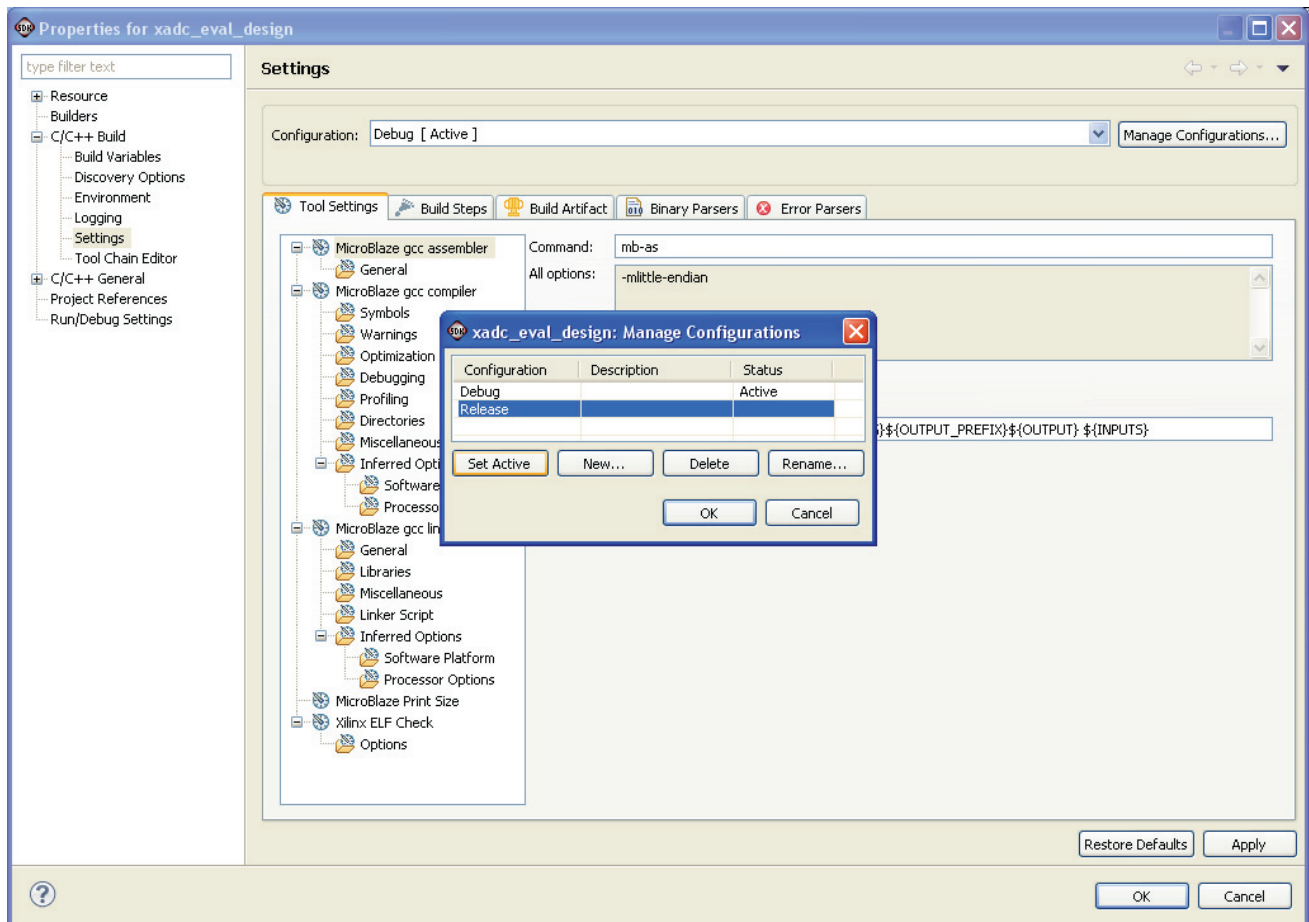 SDK Properties for xadc_eval_design
type filter text
Resource
Builders
C/C++ Build
Build Variables
Discovery Options
Environment
Logging
Settings
Tool Chain Editor
C/C++ General
Project References
Run/Debug Settings
Settings
Configuration: Debug [ Active ] Manage Configurations...
Tool Settings Build Steps Build Artifact 010 Binary Parsers Error Parsers
MicroBlaze gcc assembler
General
MicroBlaze gcc compiler
Symbols
Warnings
Optimization
Debugging
Profiling
Directories
Miscellaneous
Inferred Opti
Software
Processo
MicroBlaze gcc lin
General
Libraries
Miscellaneous
Linker Script
Inferred Options
Software Platform
Processor Options
MicroBlaze Print Size
Xilinx ELF Check
Options
Command: mb-as
All options: -mlittle-endian
}${OUTPUT_PREFIX}${OUTPUT} ${INPUTS}
SDK xadc_eval_design: Manage Configurations
Configuration Description Status
Debug Active
Release
Set Active New... Delete Rename...
OK Cancel
Restore Defaults Apply
? OK Cancel